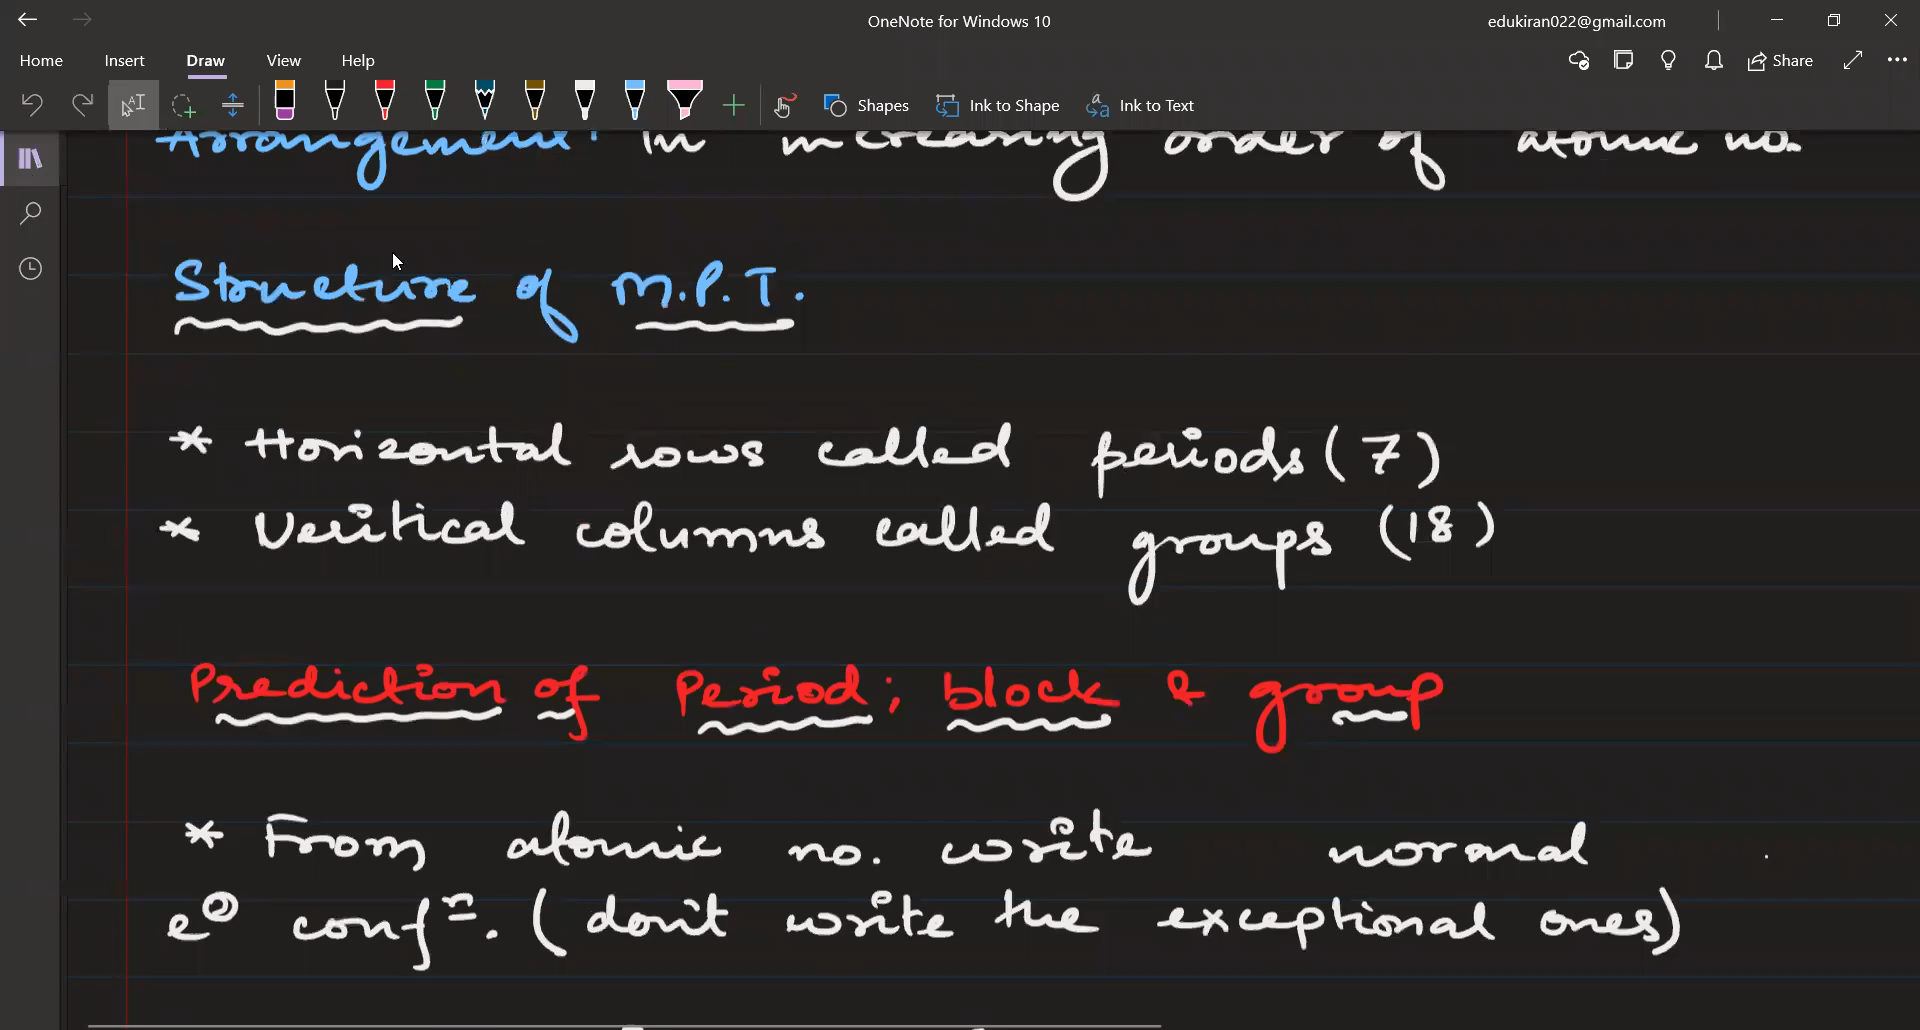 OneNote for Windows 10
edukiran022@gmail.com
Home Insert Draw View Help
Share
Shapes Ink to Shape Ink to Text
Arrangement: In increasing order of atomic no.
Structure of M.P.T.
* Horizontal rows called periods (7)
* Veritical columns called groups (18)
Prediction of Period; block & group
* From atomic no. write normal
e⊖ confⁿ. (don't write the exceptional ones)